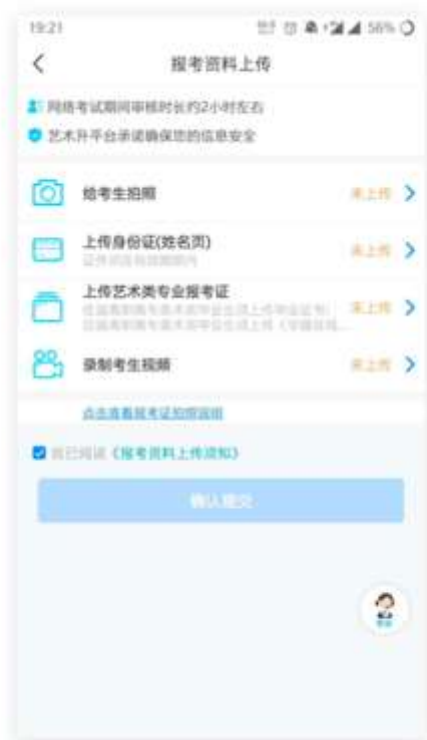 19:21
56%
报考资料上传
网络考试期间审核时长约2小时左右
艺术升平台承诺确保您的信息安全
给考生拍照
未上传
上传身份证(姓名页)
未上传
上传艺术类专业报考证
未上传
录制考生视频
未上传
点击查看报考证拍照说明
我已阅读《报考资料上传须知》
确认提交